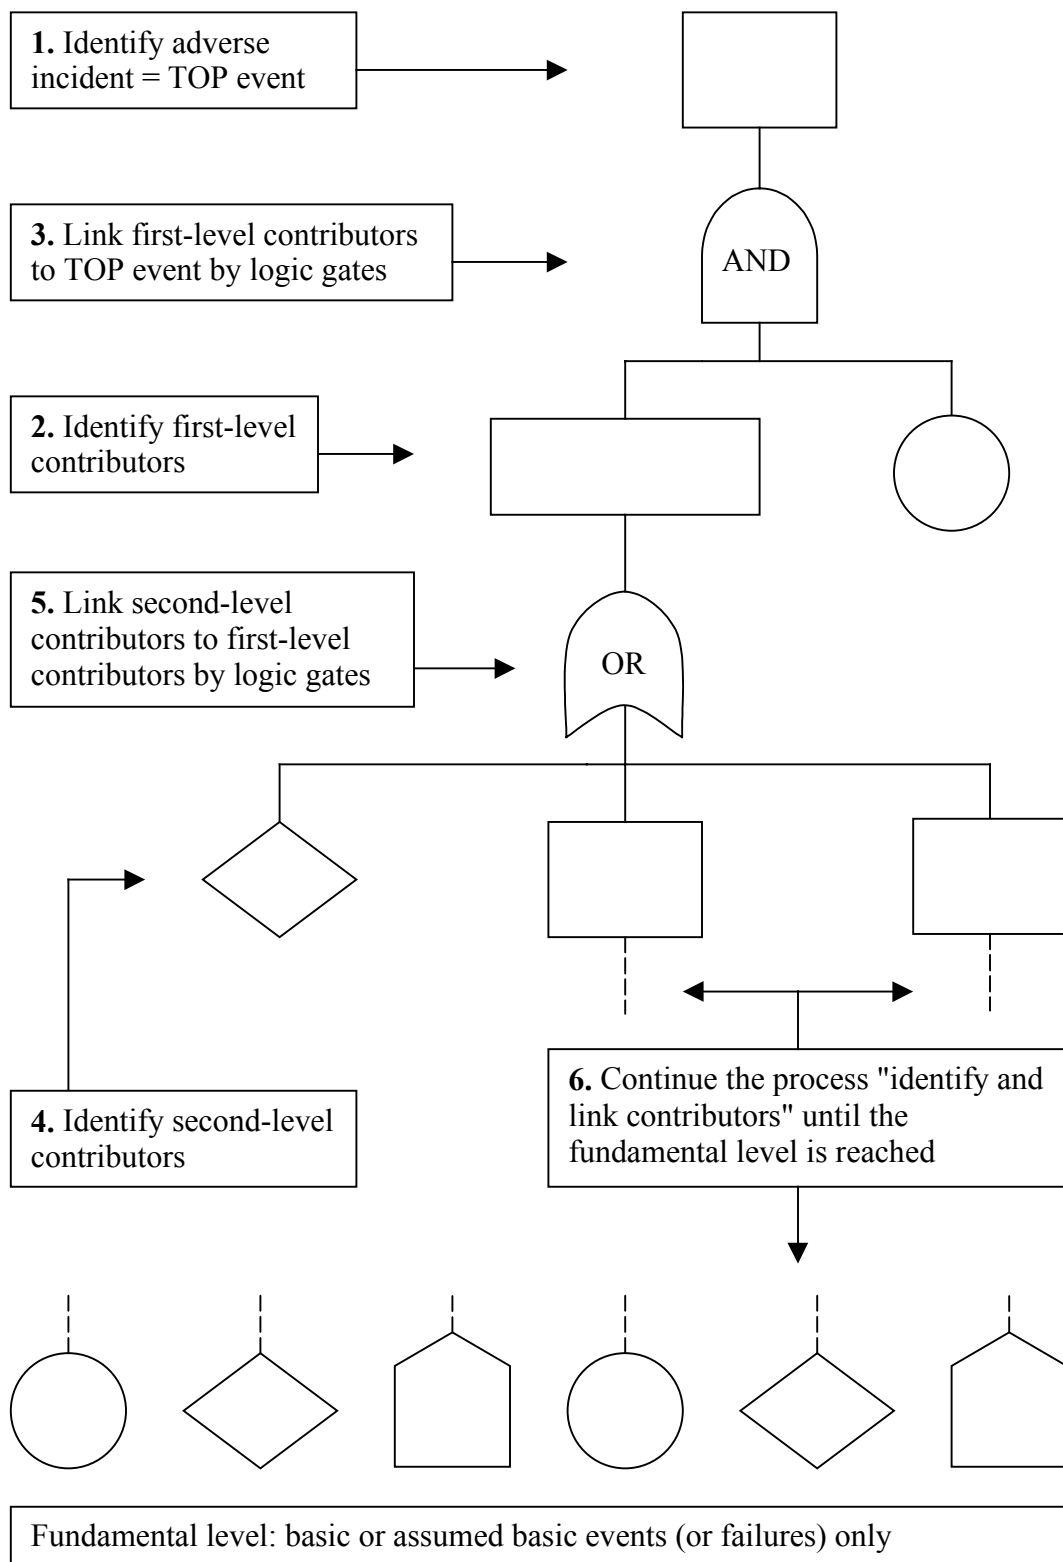 1. Identify adverse
incident = TOP event
3. Link first-level contributors
to TOP event by logic gates
AND
2. Identify first-level
contributors
5. Link second-level
contributors to first-level
contributors by logic gates
OR
4. Identify second-level
contributors
6. Continue the process "identify and
link contributors" until the
fundamental level is reached
Fundamental level: basic or assumed basic events (or failures) only